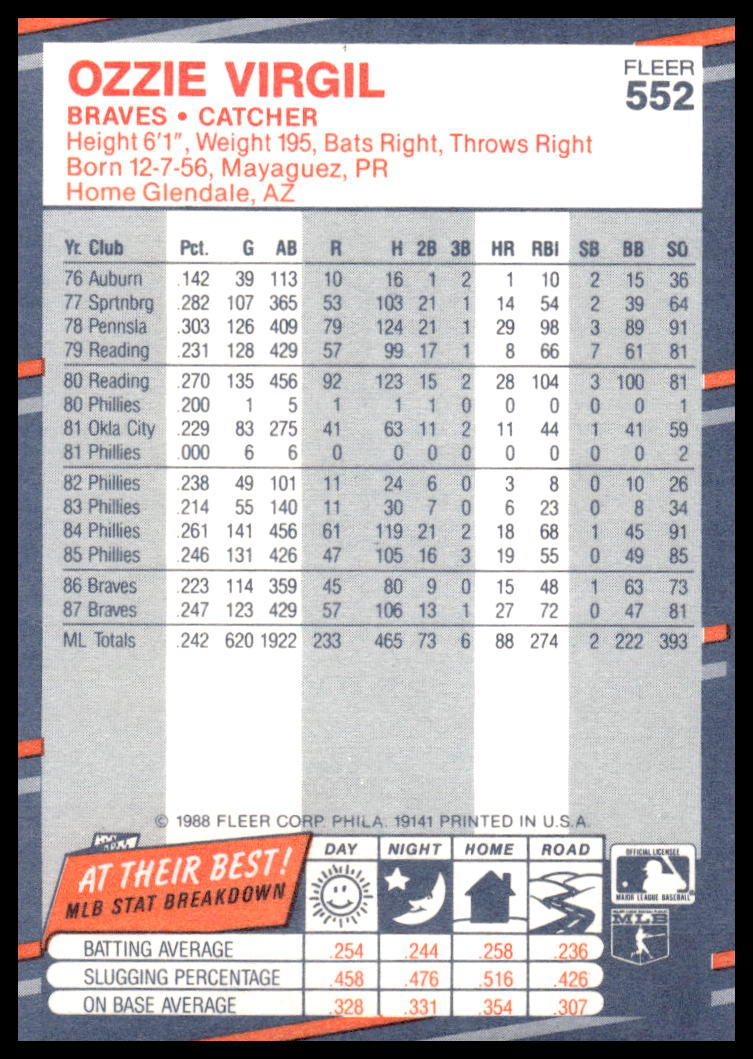 OZZIE VIRGIL
FLEER
552
BRAVES • CATCHER
Height 6'1", Weight 195, Bats Right, Throws Right
Born 12-7-56, Mayaguez, PR
Home Glendale, AZ
Yr. Club Pct. G AB R H 2B 3B HR RBI SB BB SO
76 Auburn .142 39 113 10 16 1 2 1 10 2 15 36
77 Sprtnbrg .282 107 365 53 103 21 1 14 54 2 39 64
78 Pennsla .303 126 409 79 124 21 1 29 98 3 89 91
79 Reading .231 128 429 57 99 17 1 8 66 7 61 81
80 Reading .270 135 456 92 123 15 2 28 104 3 100 81
80 Phillies .200 1 5 1 1 1 0 0 0 0 0 1
81 Okla City .229 83 275 41 63 11 2 11 44 1 41 59
81 Phillies .000 6 6 0 0 0 0 0 0 0 0 2
82 Phillies .238 49 101 11 24 6 0 3 8 0 10 26
83 Phillies .214 55 140 11 30 7 0 6 23 0 8 34
84 Phillies .261 141 456 61 119 21 2 18 68 1 45 91
85 Phillies .246 131 426 47 105 16 3 19 55 0 49 85
86 Braves .223 114 359 45 80 9 0 15 48 1 63 73
87 Braves .247 123 429 57 106 13 1 27 72 0 47 81
ML Totals .242 620 1922 233 465 73 6 88 274 2 222 393
© 1988 FLEER CORP. PHILA. 19141 PRINTED IN U.S.A.
AT THEIR BEST!
MLB STAT BREAKDOWN
DAY NIGHT HOME ROAD
BATTING AVERAGE .254 .244 .258 .236
SLUGGING PERCENTAGE .458 .476 .516 .426
ON BASE AVERAGE .328 .331 .354 .307
OFFICIAL LICENSEE
MAJOR LEAGUE BASEBALL®
MLB